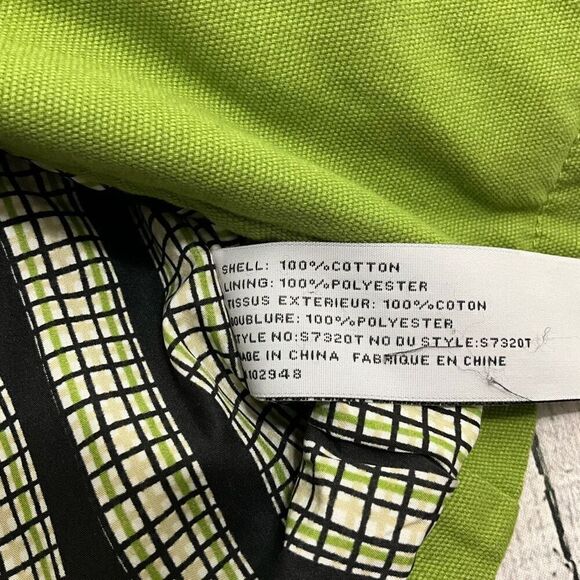 SHELL: 100%COTTON
LINING: 100%POLYESTER
TISSUS EXTERIEUR: 100%COTON
DOUBLURE: 100%POLYESTER
STYLE NO:S7320T NO DU STYLE:S7320T
MADE IN CHINA FABRIQUE EN CHINE